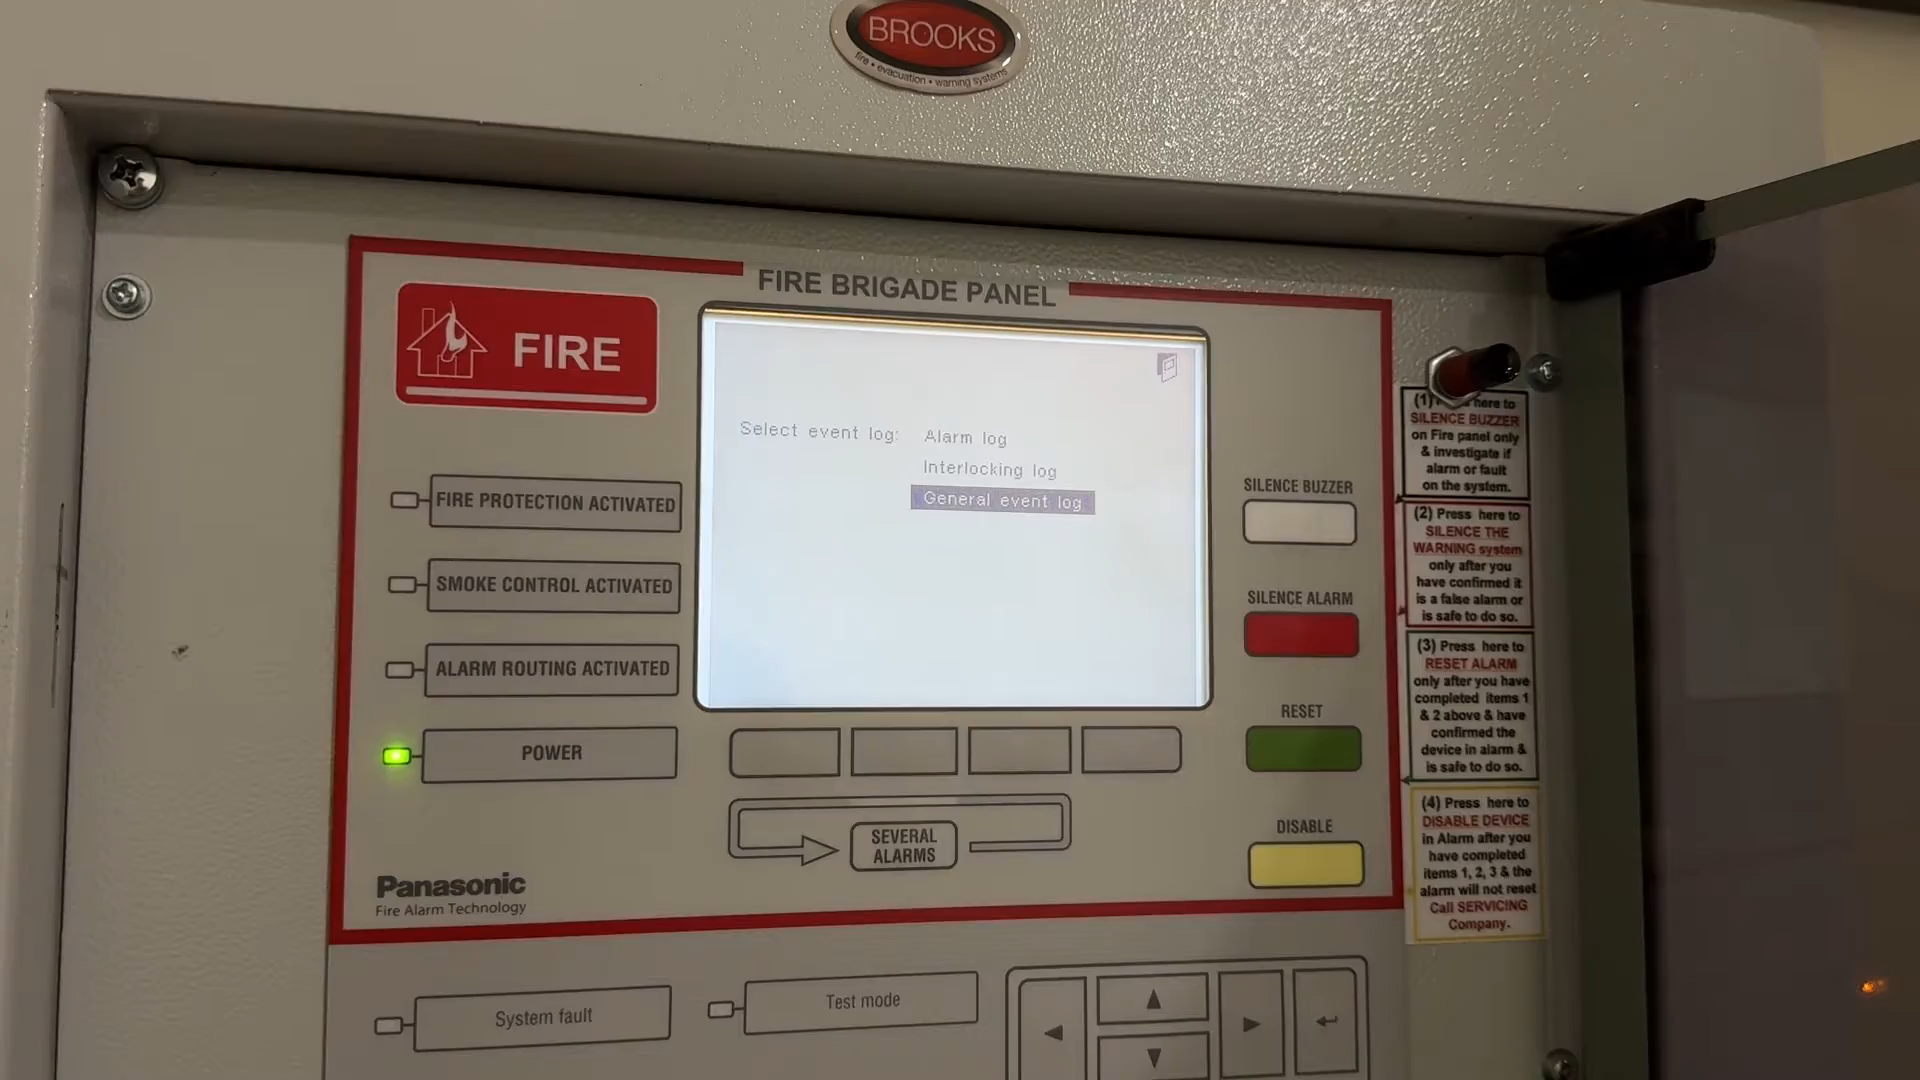 BROOKS
fire • evacuation • warning systems
FIRE BRIGADE PANEL
FIRE
Select event log: Alarm log
Interlocking log
General event log
FIRE PROTECTION ACTIVATED
SMOKE CONTROL ACTIVATED
ALARM ROUTING ACTIVATED
POWER
SEVERAL
ALARMS
Panasonic
Fire Alarm Technology
SILENCE BUZZER
SILENCE ALARM
RESET
DISABLE
(1) here to
SILENCE BUZZER
on Fire panel only
& investigate if
alarm or fault
on the system.
(2) Press here to
SILENCE THE
WARNING system
only after you
have confirmed it
is a false alarm or
is safe to do so.
(3) Press here to
RESET ALARM
only after you have
completed items 1
& 2 above & have
confirmed the
device in alarm &
is safe to do so.
(4) Press here to
DISABLE DEVICE
in Alarm after you
have completed
items 1, 2, 3 & the
alarm will not reset
Call SERVICING
Company.
System fault
Test mode